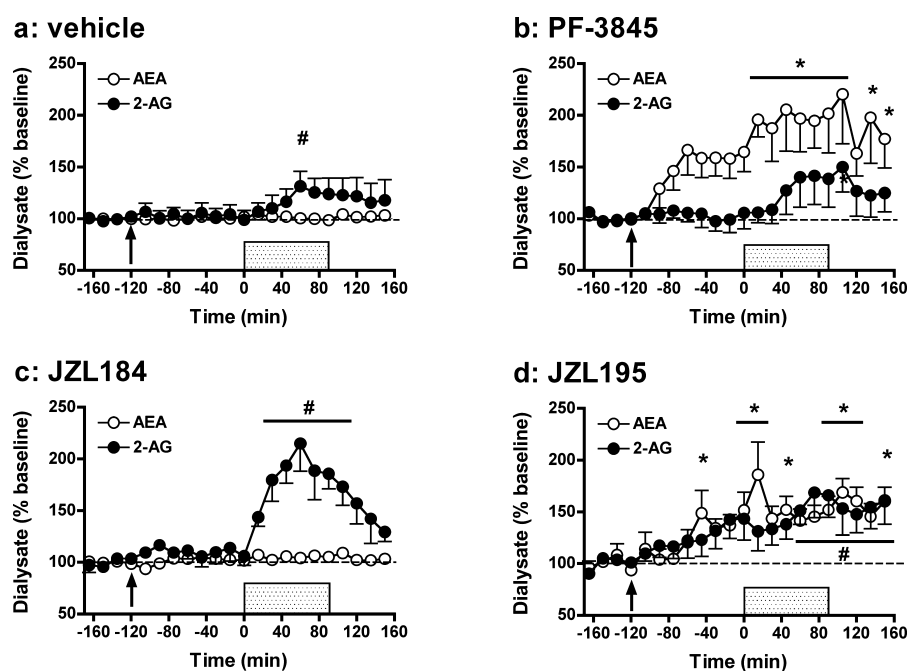 a: vehicle
Dialysate (% baseline)
250
200
150
100
50
AEA
2-AG
#
-160 -120 -80 -40 0 40 80 120 160
Time (min)
b: PF-3845
Dialysate (% baseline)
250
200
150
100
50
AEA
2-AG
*
*
*
*
-160 -120 -80 -40 0 40 80 120 160
Time (min)
c: JZL184
Dialysate (% baseline)
250
200
150
100
50
AEA
2-AG
#
-160 -120 -80 -40 0 40 80 120 160
Time (min)
d: JZL195
Dialysate (% baseline)
250
200
150
100
50
AEA
2-AG
* *
* * *
#
-160 -120 -80 -40 0 40 80 120 160
Time (min)